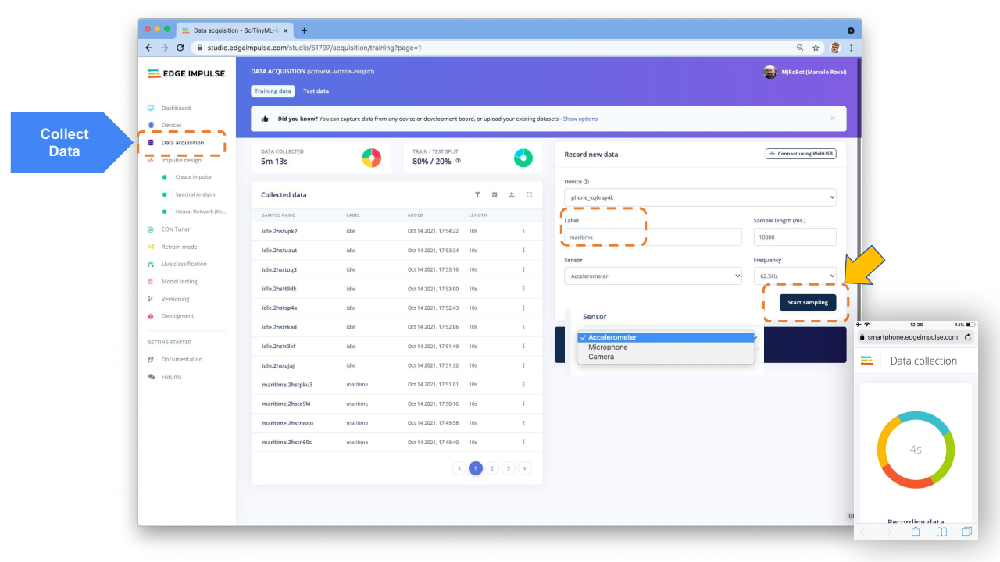 Data acquisition - SciTinyML-M
studio.edgeimpulse.com/studio/51797/acquisition/training?page=1
EDGE IMPULSE
DATA ACQUISITION (SCITINYML-MOTION-PROJECT)
MJRoBot (Marcelo Rovai)
Training data
Test data
Did you know? You can capture data from any device or development board, or upload your existing datasets - Show options
Collect
Data
Dashboard
Devices
Data acquisition
Impulse design
Create impulse
Spectral Analysis
Neural Network (Ke...
EON Tuner
Retrain model
Live classification
Model testing
Versioning
Deployment
GETTING STARTED
Documentation
Forums
DATA COLLECTED
5m 13s
TRAIN / TEST SPLIT
80% / 20%
Collected data
SAMPLE NAME LABEL ADDED LENGTH
idle.2hstvpk2 idle Oct 14 2021, 17:54:22 10s
idle.2hstuaut idle Oct 14 2021, 17:53:34 10s
idle.2hsttoq3 idle Oct 14 2021, 17:53:16 10s
idle.2hstt9dk idle Oct 14 2021, 17:53:00 10s
idle.2hstsp4a idle Oct 14 2021, 17:52:43 10s
idle.2hstrkad idle Oct 14 2021, 17:52:06 10s
idle.2hstr3kf idle Oct 14 2021, 17:51:49 10s
idle.2hstqjaj idle Oct 14 2021, 17:51:32 10s
maritime.2hstpku3 maritime Oct 14 2021, 17:51:01 10s
maritime.2hsto9ki maritime Oct 14 2021, 17:50:16 10s
maritime.2hstnnqu maritime Oct 14 2021, 17:49:58 10s
maritime.2hstn60c maritime Oct 14 2021, 17:49:40 10s
1 2 3
Record new data
Connect using WebUSB
Device
phone_kq6ray4k
Label
Sample length (ms.)
maritime
10000
Sensor
Frequency
Accelerometer
62.5Hz
Start sampling
Sensor
Accelerometer
Microphone
Camera
12:35
44%
smartphone.edgeimpulse.com
Data collection
4s
Recording data